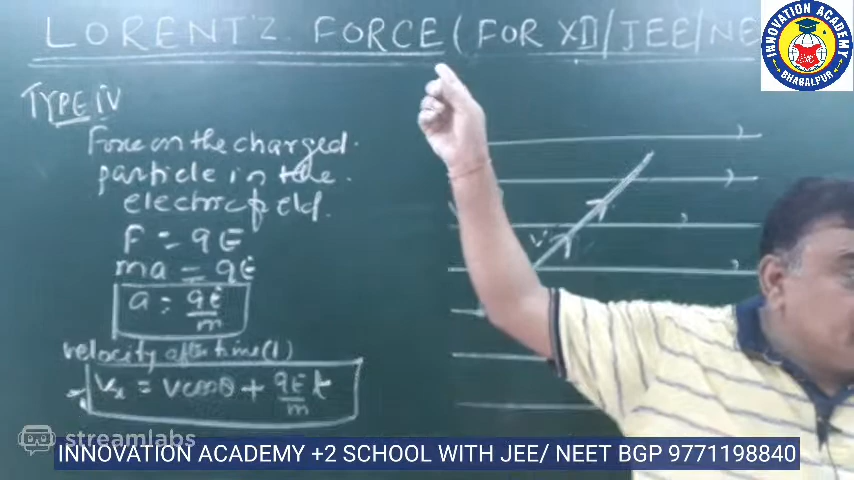 LORENTZ FORCE (FOR XII/JEE/NE
INNOVATION ACADEMY
BHAGALPUR
TYPE IV
Force on the charged
particle in the
electric field.
F = qE
ma = qE
a = qE/m
velocity after time (t)
Vx = Vcosθ + qE/m t
V
streamlabs
INNOVATION ACADEMY +2 SCHOOL WITH JEE/ NEET BGP 9771198840